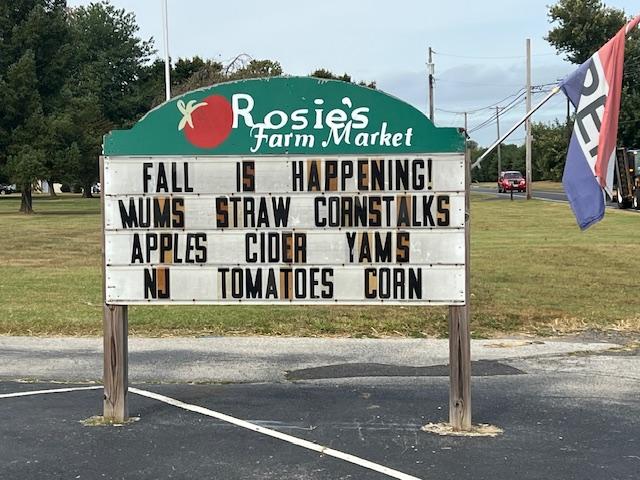 Rosie's
Farm Market
FALL IS HAPPENING!
MUMS STRAW CORNSTALKS
APPLES CIDER YAMS
NJ TOMATOES CORN